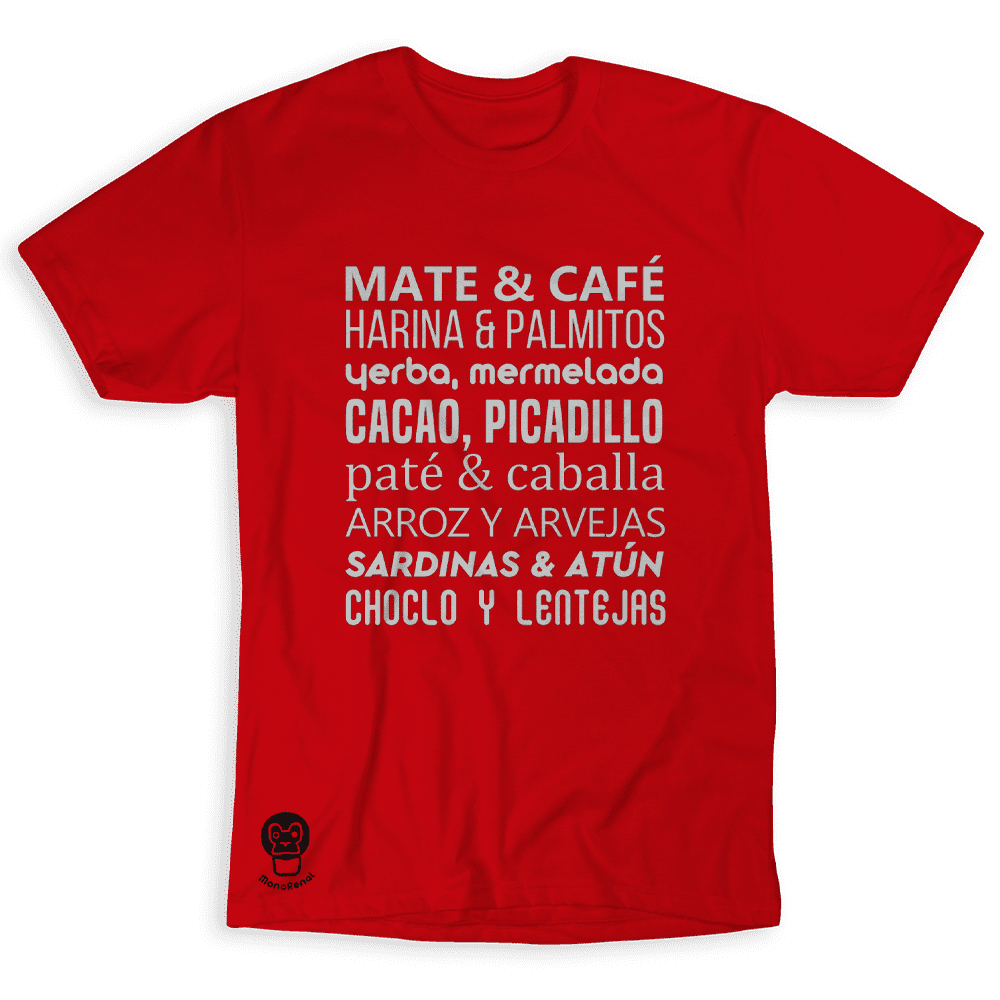 MATE & CAFÉ
HARINA & PALMITOS
yerba, mermelada
CACAO, PICADILLO
paté & caballa
ARROZ Y ARVEJAS
SARDINAS & ATÚN
CHOCLO Y LENTEJAS
MonoRenal